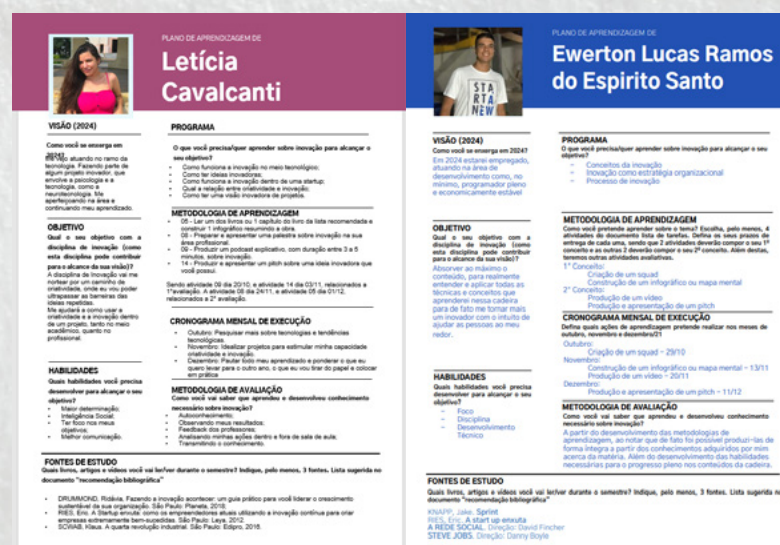 PLANO DE APRENDIZAGEM DE
Letícia
Cavalcanti
VISÃO (2024)
Como você se enxerga em
2024?
Me vejo atuando no ramo da
tecnologia. Fazendo parte de
algum projeto inovador, que
envolve a psicologia e a
tecnologia, como a
neurotecnologia. Me
aperfeiçoando na área e
continuando meu aprendizado.
OBJETIVO
Qual o seu objetivo com a
disciplina de inovação (como
esta disciplina pode contribuir
para o alcance da sua visão)?
A disciplina de Inovação vai me
nortear por um caminho de
criatividade, onde eu vou poder
ultrapassar as barreiras das
ideias repetidas.
Me ajudará a como usar a
criatividade e a inovação dentro
de um projeto, tanto no meio
acadêmico, quanto no
profissional.
HABILIDADES
Quais habilidades você precisa
desenvolver para alcançar o seu
objetivo?
• Maior determinação;
• Inteligência Social;
• Ter foco nos meus
objetivos;
• Melhor comunicação.
PROGRAMA
O que você precisa/quer aprender sobre inovação para alcançar o
seu objetivo?
• Como funciona a inovação no meio tecnológico;
• Como ter ideias inovadoras;
• Como funciona a inovação dentro de uma startup;
• Qual a relação entre criatividade e inovação;
• Como ter uma visão inovadora de projetos.
METODOLOGIA DE APRENDIZAGEM
• 05 - Ler um dos livros ou 1 capítulo do livro da lista recomendada e
construir 1 infográfico resumindo a obra.
• 08 - Preparar e apresentar uma palestra sobre inovação na sua
área profissional.
• 09 - Produzir um podcast explicativo, com duração entre 3 a 5
minutos, sobre inovação.
• 14 - Produzir e apresentar um pitch sobre uma ideia inovadora que
você possui.
Sendo atividade 09 dia 20/10, e atividade 14 dia 03/11, relacionados a
1ªavaliação. A atividade 08 dia 24/11, e atividade 05 dia 01/12,
relacionados a 2ª avaliação.
CRONOGRAMA MENSAL DE EXECUÇÃO
• Outubro: Pesquisar mais sobre tecnologias e tendências
tecnológicas.
• Novembro: Idealizar projetos para estimular minha capacidade
criatividade e inovação.
• Dezembro: Pautar todo meu aprendizado e ponderar o que eu
quero levar para o outro ano, o que eu vou tirar do papel e colocar
em prática
METODOLOGIA DE AVALIAÇÃO
Como você vai saber que aprendeu e desenvolveu conhecimento
necessário sobre inovação?
• Autoconhecimento;
• Observando meus resultados;
• Feedback dos professores;
• Analisando minhas ações dentro e fora de sala de aula;
• Transmitindo o conhecimento.
FONTES DE ESTUDO
Quais livros, artigos e vídeos você vai ler/ver durante o semestre? Indique, pelo menos, 3 fontes. Lista sugerida no
documento "recomendação bibliográfica"
• DRUMMOND, Ridávia. Fazendo a inovação acontecer: um guia prático para você liderar o crescimento
sustentável da sua organização. São Paulo: Planeta, 2018.
• RIES, Eric. A Startup enxuta: como os empreendedores atuais utilizando a inovação contínua para criar
empresas extremamente bem-sucedidas. São Paulo: Leya, 2012.
• SCWAB, Klaus. A quarta revolução industrial. São Paulo: Edipro, 2016.
PLANO DE APRENDIZAGEM DE
Ewerton Lucas Ramos
do Espirito Santo
START
A
NEW
VISÃO (2024)
Como você se enxerga em 2024?
Em 2024 estarei empregado,
atuando na área de
desenvolvimento como, no
mínimo, programador pleno
e economicamente estável
OBJETIVO
Qual o seu objetivo com a
disciplina de inovação (como
esta disciplina pode contribuir
para o alcance da sua visão)?
Absorver ao máximo o
conteúdo, para realmente
entender e aplicar todas as
técnicas e conceitos que
aprenderei nessa cadeira
para de fato me tornar mais
um inovador com o intuito de
ajudar as pessoas ao meu
redor.
HABILIDADES
Quais habilidades você precisa
desenvolver para alcançar o seu
objetivo?
- Foco
- Disciplina
- Desenvolvimento
Técnico
PROGRAMA
O que você precisa/quer aprender sobre inovação para alcançar o seu
objetivo?
- Conceitos da inovação
- Inovação como estratégia organizacional
- Processo de inovação
METODOLOGIA DE APRENDIZAGEM
Como você pretende aprender sobre o tema? Escolha, pelo menos, 4
atividades do documento lista de tarefas. Defina os seus prazos de
entrega de cada uma, sendo que 2 atividades deverão compor o seu 1º
conceito e as outras 2 deverão compor o seu 2º conceito. Além destas,
teremos outras atividades avaliativas.
1° Conceito:
Criação de um squad
Construção de um infográfico ou mapa mental
2° Conceito:
Produção de um vídeo
Produção e apresentação de um pitch
CRONOGRAMA MENSAL DE EXECUÇÃO
Defina quais ações de aprendizagem pretende realizar nos meses de
outubro, novembro e dezembro/21
Outubro:
Criação de um squad - 29/10
Novembro:
Construção de um infográfico ou mapa mental - 13/11
Produção de um vídeo - 20/11
Dezembro:
Produção e apresentação de um pitch - 11/12
METODOLOGIA DE AVALIAÇÃO
Como você vai saber que aprendeu e desenvolveu conhecimento
necessário sobre inovação?
A partir do desenvolvimento das metodologias de
aprendizagem, ao notar que de fato foi possível produzi-las de
forma íntegra a partir dos conhecimentos adquiridos por mim
acerca da matéria. Além do desenvolvimento das habilidades
necessárias para o progresso pleno nos conteúdos da cadeira.
FONTES DE ESTUDO
Quais livros, artigos e vídeos você vai ler/ver durante o semestre? Indique, pelo menos, 3 fontes. Lista sugerida no
documento "recomendação bibliográfica"
KNAPP, Jake. Sprint
RIES, Eric. A start up enxuta
A REDE SOCIAL. Direção: David Fincher
STEVE JOBS. Direção: Danny Boyle